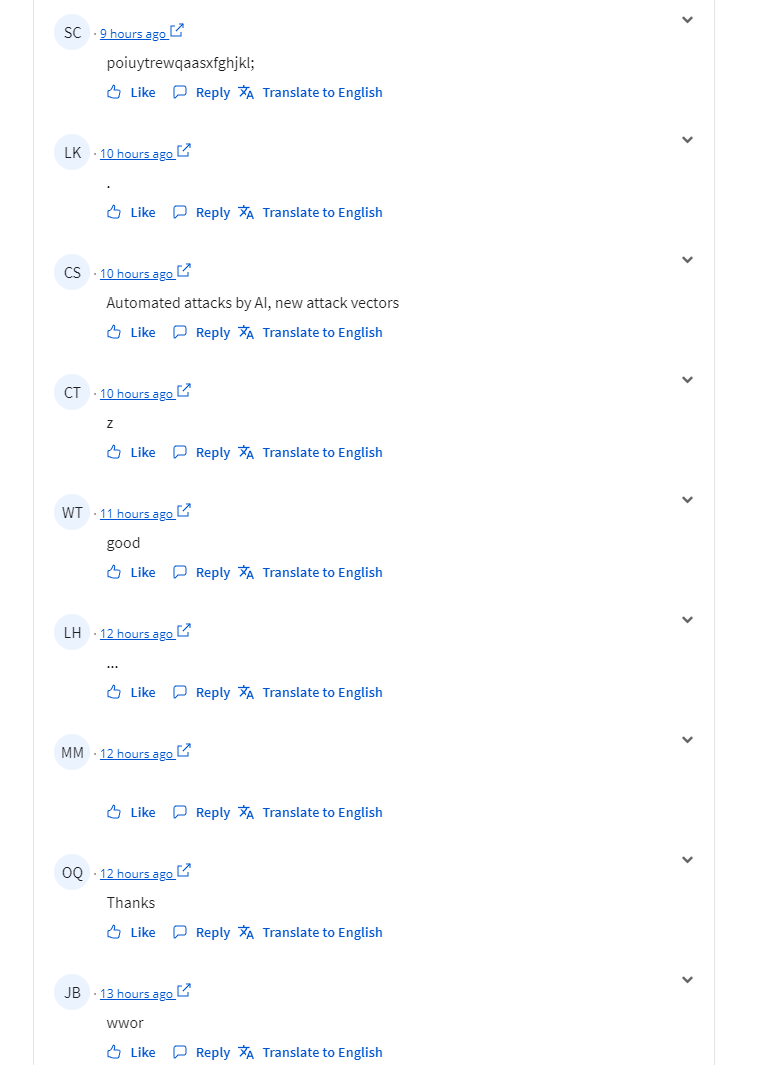 SC · 9 hours ago
poiuytrewqaasxfghjkl;
Like Reply Translate to English
LK · 10 hours ago
.
Like Reply Translate to English
CS · 10 hours ago
Automated attacks by AI, new attack vectors
Like Reply Translate to English
CT · 10 hours ago
z
Like Reply Translate to English
WT · 11 hours ago
good
Like Reply Translate to English
LH · 12 hours ago
...
Like Reply Translate to English
MM · 12 hours ago
Like Reply Translate to English
OQ · 12 hours ago
Thanks
Like Reply Translate to English
JB · 13 hours ago
wwor
Like Reply Translate to English